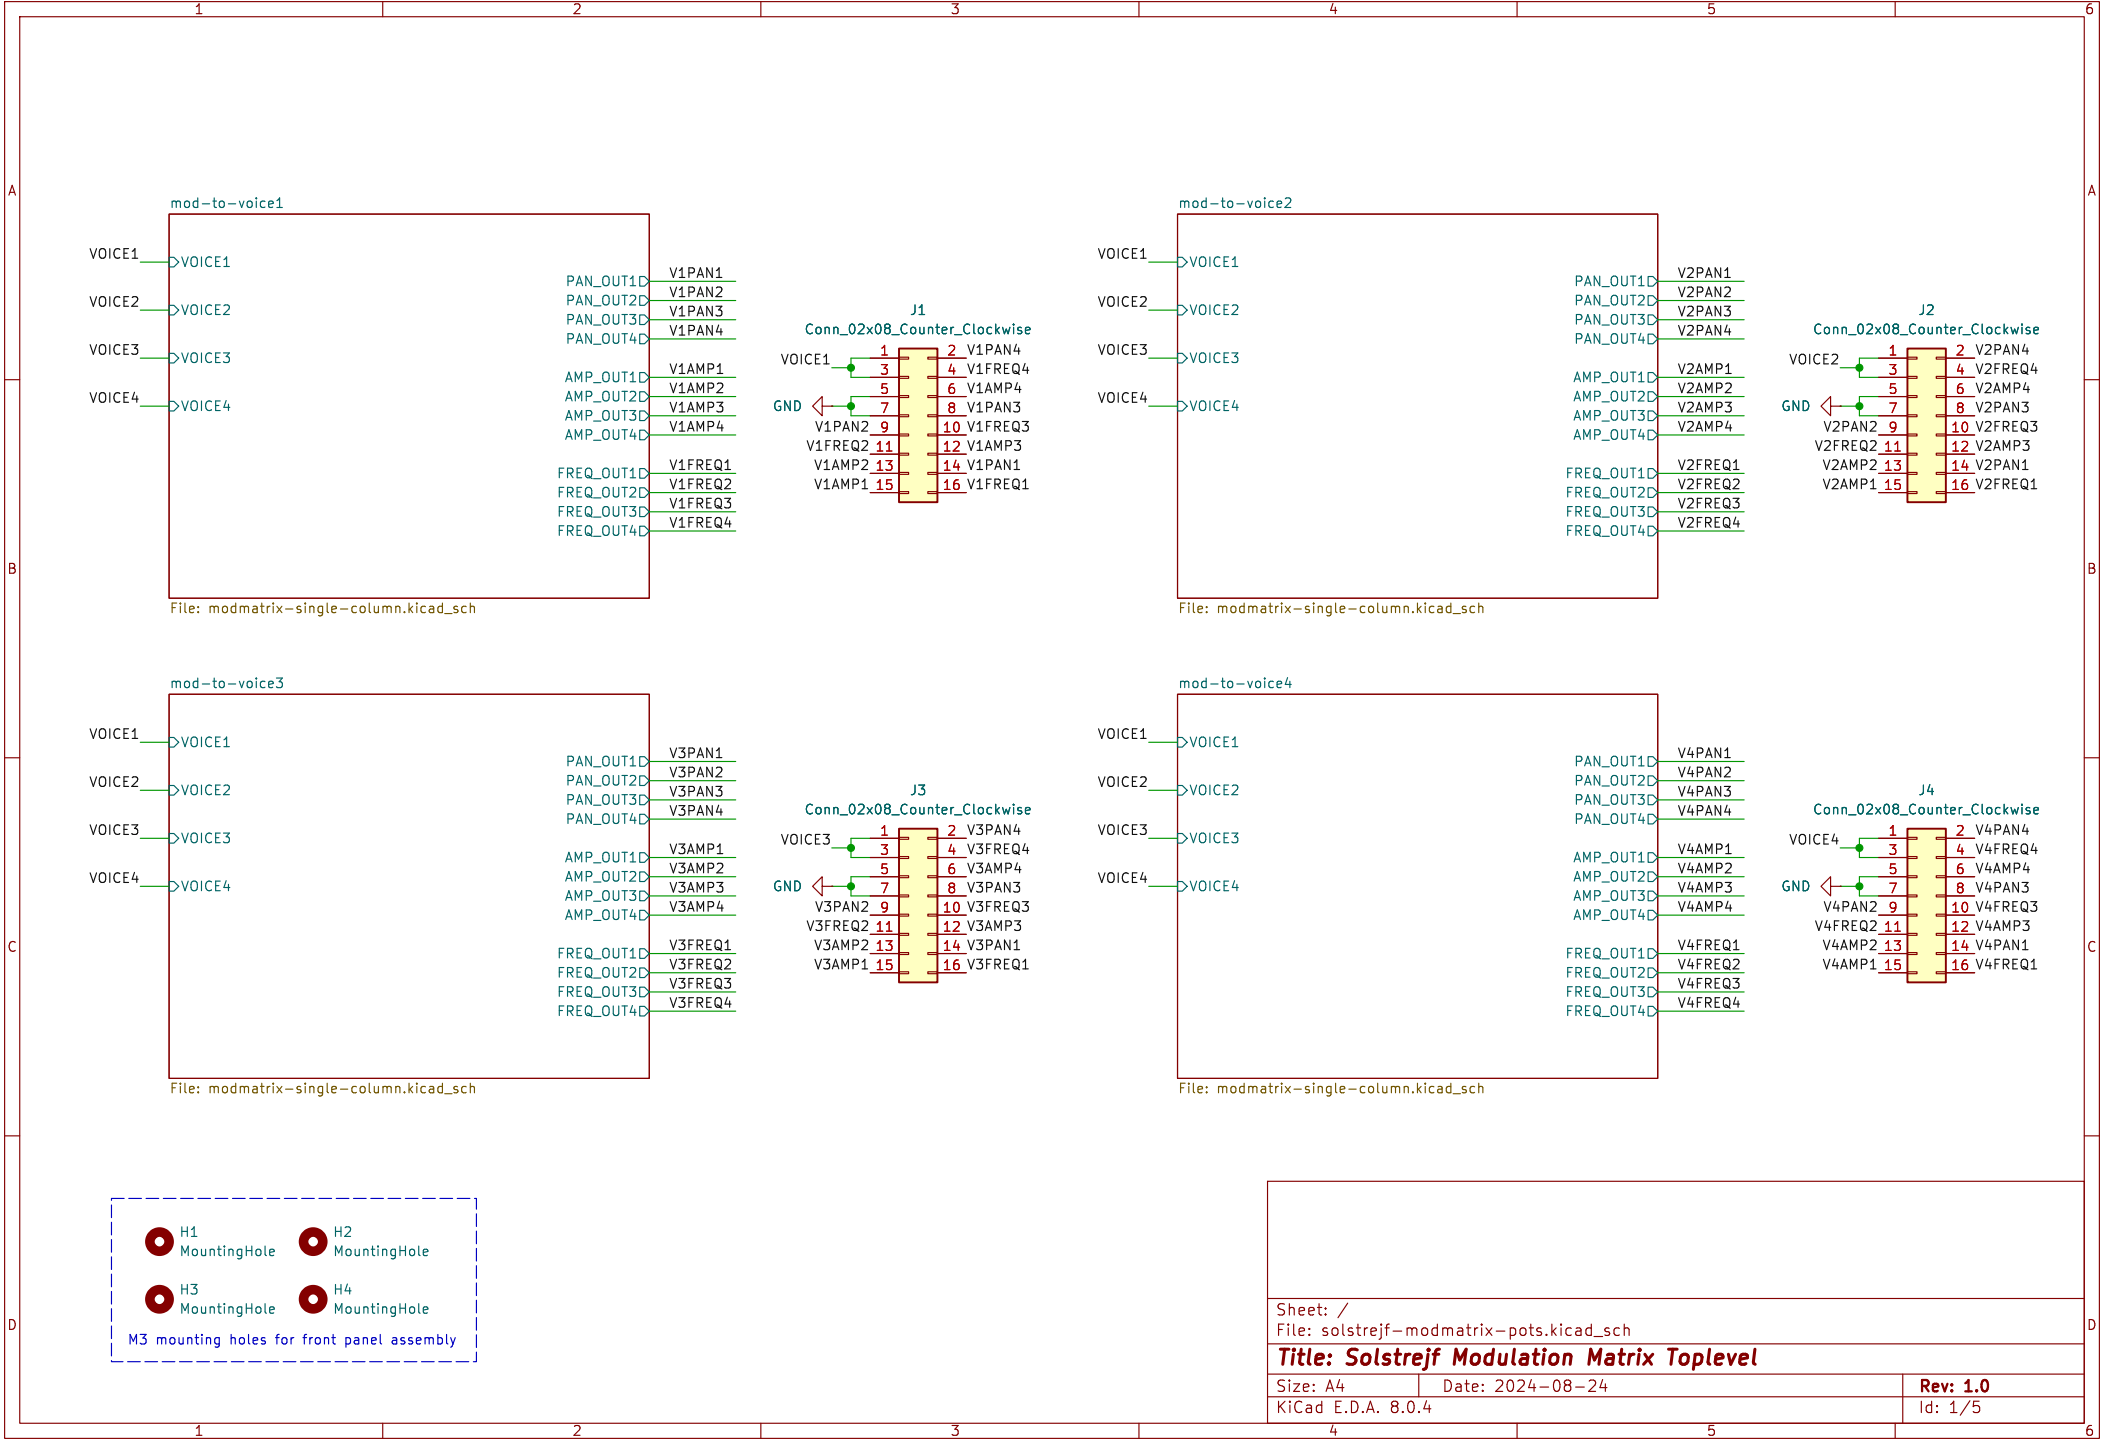 1 2 3 4 5 6
A A
B B
C C
D D
mod-to-voice1
VOICE1 VOICE1
VOICE2 VOICE2
VOICE3 VOICE3
VOICE4 VOICE4
PAN_OUT1 V1PAN1
PAN_OUT2 V1PAN2
PAN_OUT3 V1PAN3
PAN_OUT4 V1PAN4
AMP_OUT1 V1AMP1
AMP_OUT2 V1AMP2
AMP_OUT3 V1AMP3
AMP_OUT4 V1AMP4
FREQ_OUT1 V1FREQ1
FREQ_OUT2 V1FREQ2
FREQ_OUT3 V1FREQ3
FREQ_OUT4 V1FREQ4
File: modmatrix-single-column.kicad_sch
J1
Conn_02x08_Counter_Clockwise
VOICE1
GND
1 2 V1PAN4
3 4 V1FREQ4
5 6 V1AMP4
7 8 V1PAN3
V1PAN2 9 10 V1FREQ3
V1FREQ2 11 12 V1AMP3
V1AMP2 13 14 V1PAN1
V1AMP1 15 16 V1FREQ1
mod-to-voice2
VOICE1 VOICE1
VOICE2 VOICE2
VOICE3 VOICE3
VOICE4 VOICE4
PAN_OUT1 V2PAN1
PAN_OUT2 V2PAN2
PAN_OUT3 V2PAN3
PAN_OUT4 V2PAN4
AMP_OUT1 V2AMP1
AMP_OUT2 V2AMP2
AMP_OUT3 V2AMP3
AMP_OUT4 V2AMP4
FREQ_OUT1 V2FREQ1
FREQ_OUT2 V2FREQ2
FREQ_OUT3 V2FREQ3
FREQ_OUT4 V2FREQ4
File: modmatrix-single-column.kicad_sch
J2
Conn_02x08_Counter_Clockwise
VOICE2
GND
1 2 V2PAN4
3 4 V2FREQ4
5 6 V2AMP4
7 8 V2PAN3
V2PAN2 9 10 V2FREQ3
V2FREQ2 11 12 V2AMP3
V2AMP2 13 14 V2PAN1
V2AMP1 15 16 V2FREQ1
mod-to-voice3
VOICE1 VOICE1
VOICE2 VOICE2
VOICE3 VOICE3
VOICE4 VOICE4
PAN_OUT1 V3PAN1
PAN_OUT2 V3PAN2
PAN_OUT3 V3PAN3
PAN_OUT4 V3PAN4
AMP_OUT1 V3AMP1
AMP_OUT2 V3AMP2
AMP_OUT3 V3AMP3
AMP_OUT4 V3AMP4
FREQ_OUT1 V3FREQ1
FREQ_OUT2 V3FREQ2
FREQ_OUT3 V3FREQ3
FREQ_OUT4 V3FREQ4
File: modmatrix-single-column.kicad_sch
J3
Conn_02x08_Counter_Clockwise
VOICE3
GND
1 2 V3PAN4
3 4 V3FREQ4
5 6 V3AMP4
7 8 V3PAN3
V3PAN2 9 10 V3FREQ3
V3FREQ2 11 12 V3AMP3
V3AMP2 13 14 V3PAN1
V3AMP1 15 16 V3FREQ1
mod-to-voice4
VOICE1 VOICE1
VOICE2 VOICE2
VOICE3 VOICE3
VOICE4 VOICE4
PAN_OUT1 V4PAN1
PAN_OUT2 V4PAN2
PAN_OUT3 V4PAN3
PAN_OUT4 V4PAN4
AMP_OUT1 V4AMP1
AMP_OUT2 V4AMP2
AMP_OUT3 V4AMP3
AMP_OUT4 V4AMP4
FREQ_OUT1 V4FREQ1
FREQ_OUT2 V4FREQ2
FREQ_OUT3 V4FREQ3
FREQ_OUT4 V4FREQ4
File: modmatrix-single-column.kicad_sch
J4
Conn_02x08_Counter_Clockwise
VOICE4
GND
1 2 V4PAN4
3 4 V4FREQ4
5 6 V4AMP4
7 8 V4PAN3
V4PAN2 9 10 V4FREQ3
V4FREQ2 11 12 V4AMP3
V4AMP2 13 14 V4PAN1
V4AMP1 15 16 V4FREQ1
H1
MountingHole
H2
MountingHole
H3
MountingHole
H4
MountingHole
M3 mounting holes for front panel assembly
Sheet: /
File: solstrejf-modmatrix-pots.kicad_sch
Title: Solstrejf Modulation Matrix Toplevel
Size: A4 Date: 2024-08-24 Rev: 1.0
KiCad E.D.A. 8.0.4 Id: 1/5
1 2 3 4 5 6